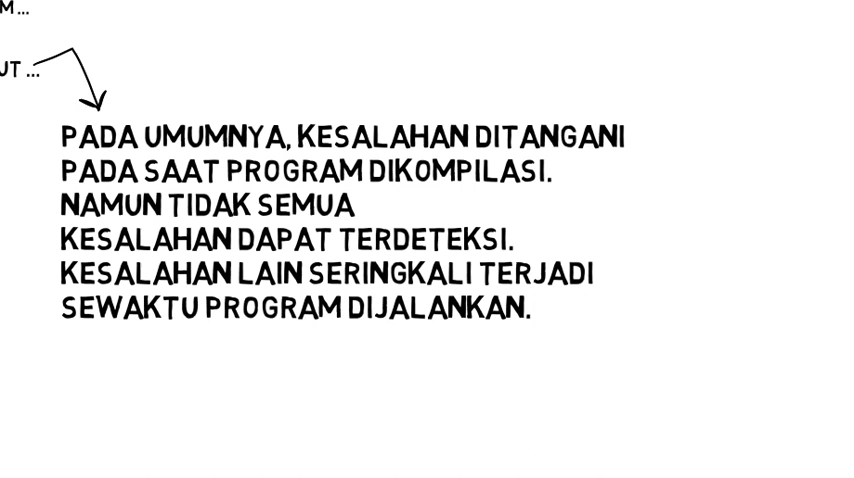 M...
UT ...
PADA UMUMNYA, KESALAHAN DITANGANI
PADA SAAT PROGRAM DIKOMPILASI.
NAMUN TIDAK SEMUA
KESALAHAN DAPAT TERDETEKSI.
KESALAHAN LAIN SERINGKALI TERJADI
SEWAKTU PROGRAM DIJALANKAN.